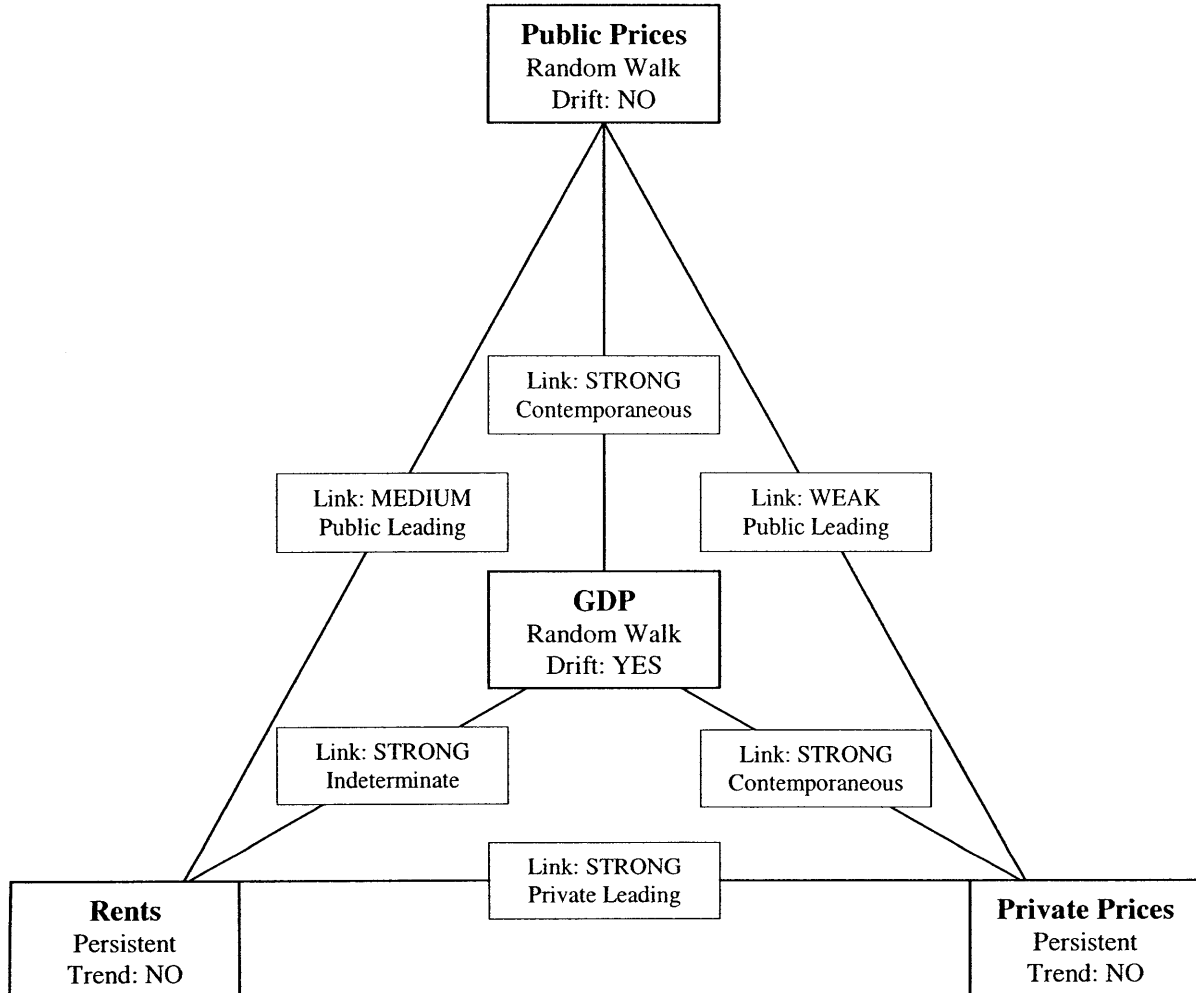 Public Prices
Random Walk
Drift: NO
Link: STRONG
Contemporaneous
Link: MEDIUM
Public Leading
Link: WEAK
Public Leading
GDP
Random Walk
Drift: YES
Link: STRONG
Indeterminate
Link: STRONG
Contemporaneous
Link: STRONG
Private Leading
Rents
Persistent
Trend: NO
Private Prices
Persistent
Trend: NO